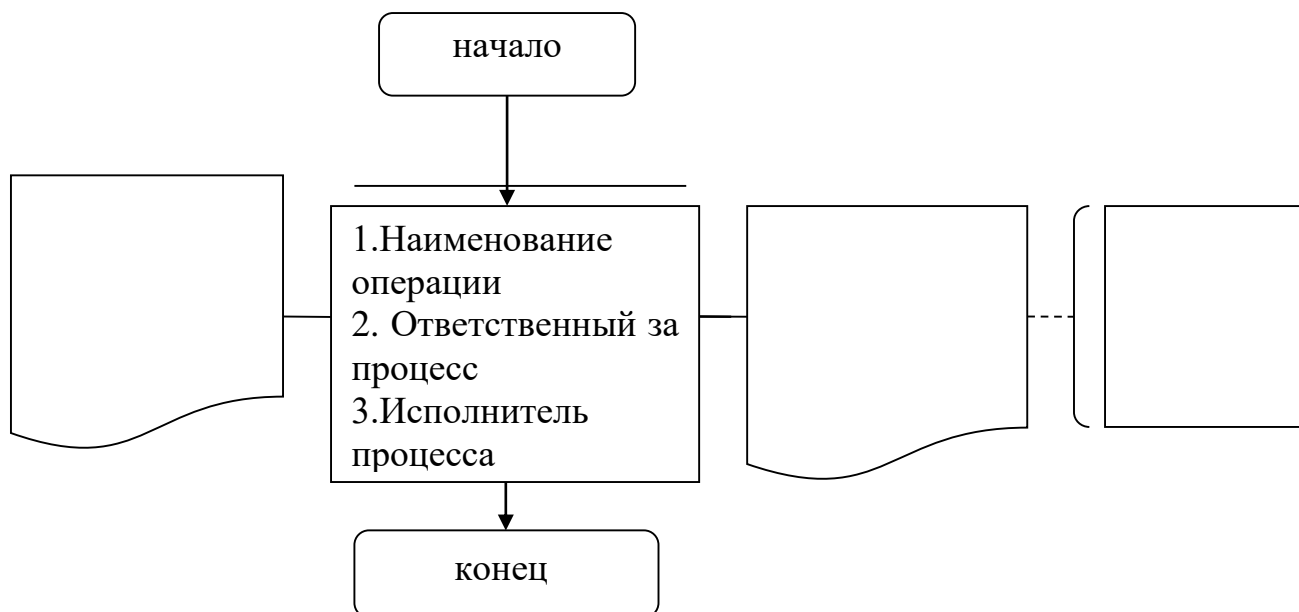 начало
1.Наименование
операции
2. Ответственный за
процесс
3.Исполнитель
процесса
конец